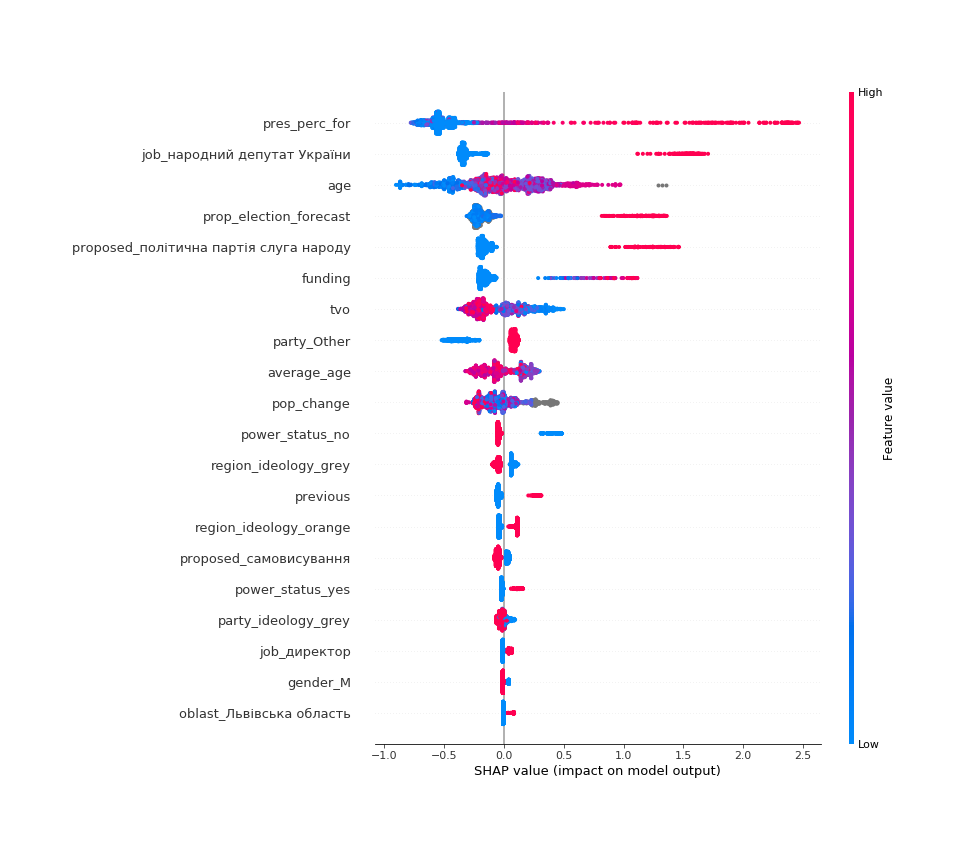 High
pres_perc_for
job_народний депутат України
age
prop_election_forecast
proposed_політична партія слуга народу
funding
tvo
party_Other
average_age
pop_change
Feature value
power_status_no
region_ideology_grey
previous
region_ideology_orange
proposed_самовисування
power_status_yes
party_ideology_grey
job_директор
gender_M
oblast_Львівська область
Low
−1.0 −0.5 0.0 0.5 1.0 1.5 2.0 2.5
SHAP value (impact on model output)